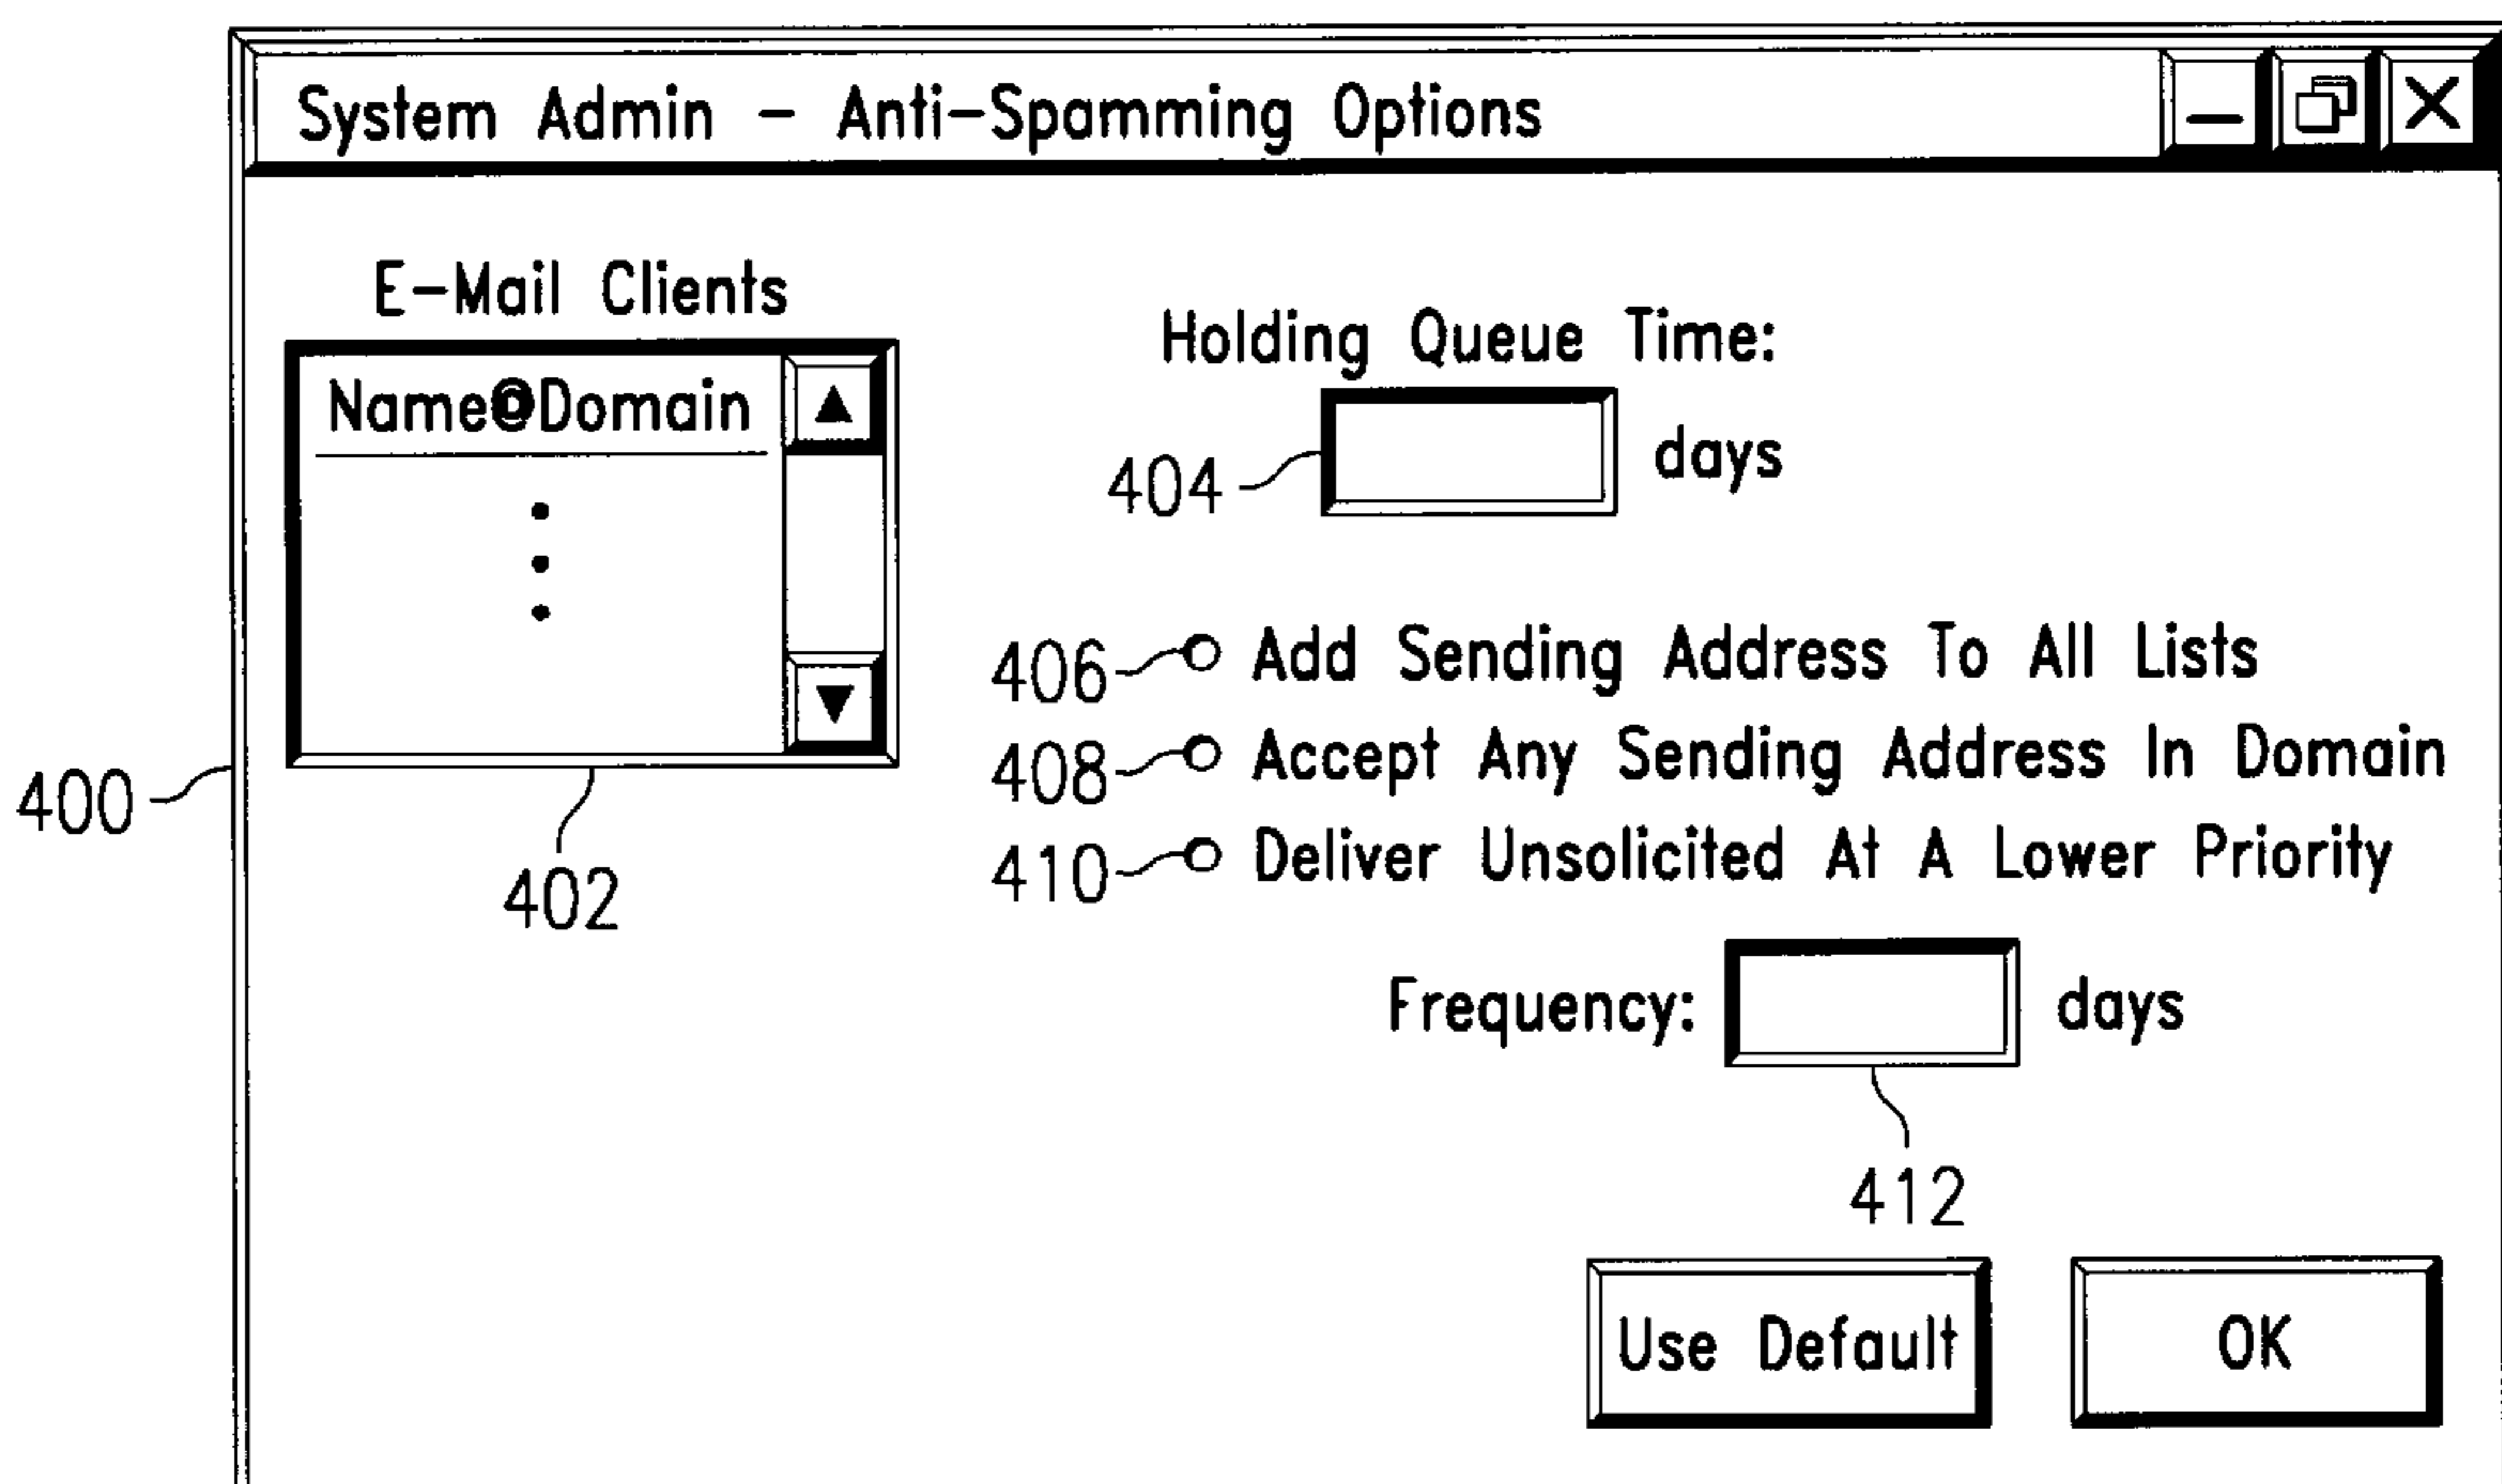 System Admin - Anti-Spamming Options
E-Mail Clients
Name@Domain
Holding Queue Time:
404
days
406 Add Sending Address To All Lists
408 Accept Any Sending Address In Domain
410 Deliver Unsolicited At A Lower Priority
400
402
Frequency: days
412
Use Default
OK